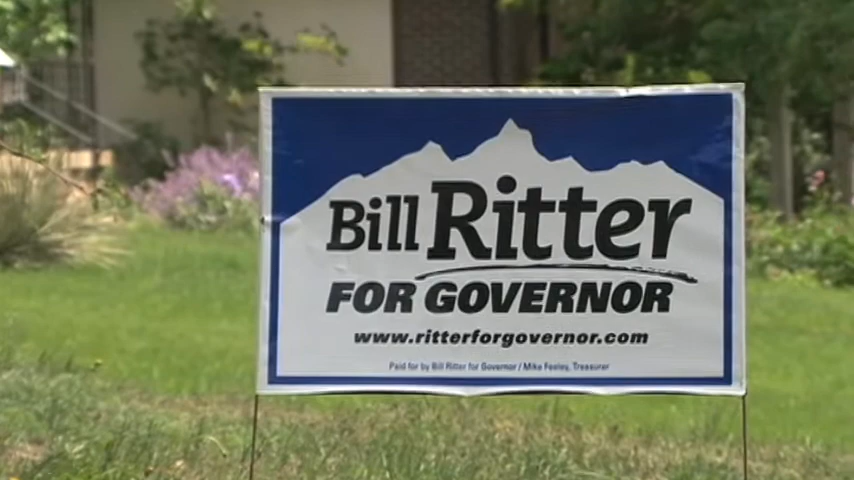 Bill Ritter
FOR GOVERNOR
www.ritterforgovernor.com
Paid for by Bill Ritter for Governor / Mike Feeley, Treasurer